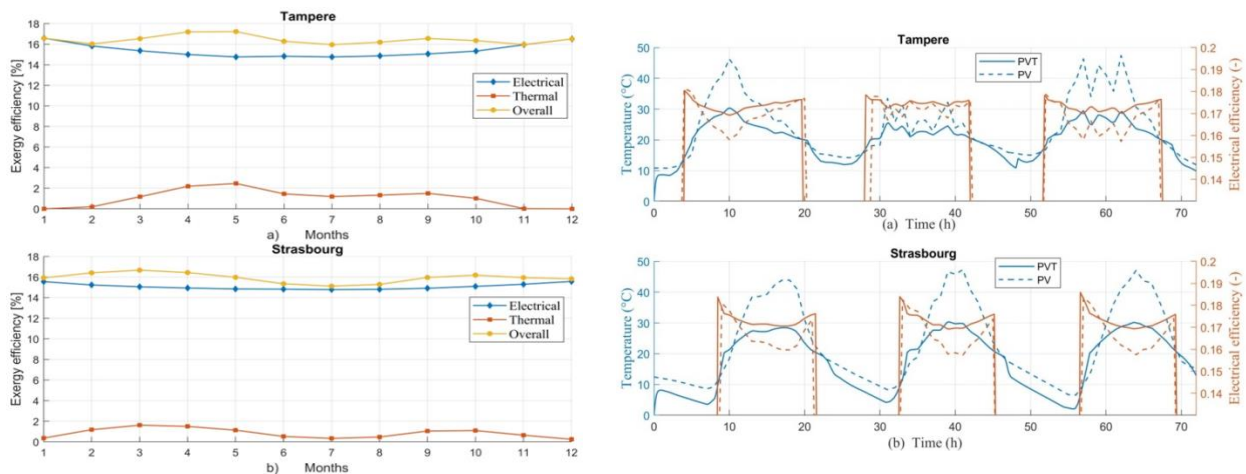 Tampere
Exergy efficiency [%]
18
16
14
12
10
8
6
4
2
0
Electrical
Thermal
Overall
1 2 3 4 5 6 7 8 9 10 11 12
a) Months
Strasbourg
Exergy efficiency [%]
18
16
14
12
10
8
6
4
2
0
Electrical
Thermal
Overall
1 2 3 4 5 6 7 8 9 10 11 12
b) Months
Tampere
Temperature (°C)
50
40
30
20
10
0
PVT
PV
0.2
0.19
0.18
0.17
0.16
0.15
0.14
Electrical efficiency (-)
0 10 20 30 40 50 60 70
(a) Time (h)
Strasbourg
Temperature (°C)
50
40
30
20
10
0
PVT
PV
0.2
0.19
0.18
0.17
0.16
0.15
0.14
Electrical efficiency (-)
0 10 20 30 40 50 60 70
(b) Time (h)